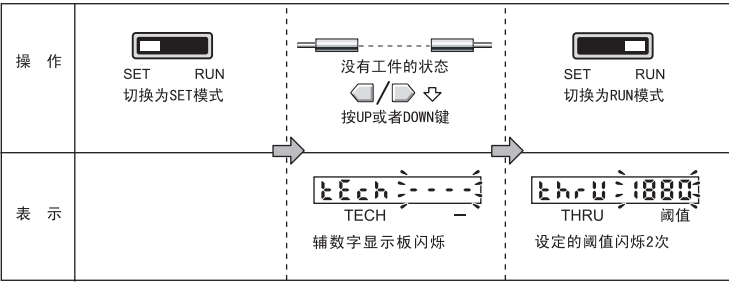 操 作
SET RUN
切换为SET模式
没有工件的状态
按UP或者DOWN键
SET RUN
切换为RUN模式
表 示
tEch ----
TECH —
辅数字显示板闪烁
thrU 1880
THRU 阈值
设定的阈值闪烁2次